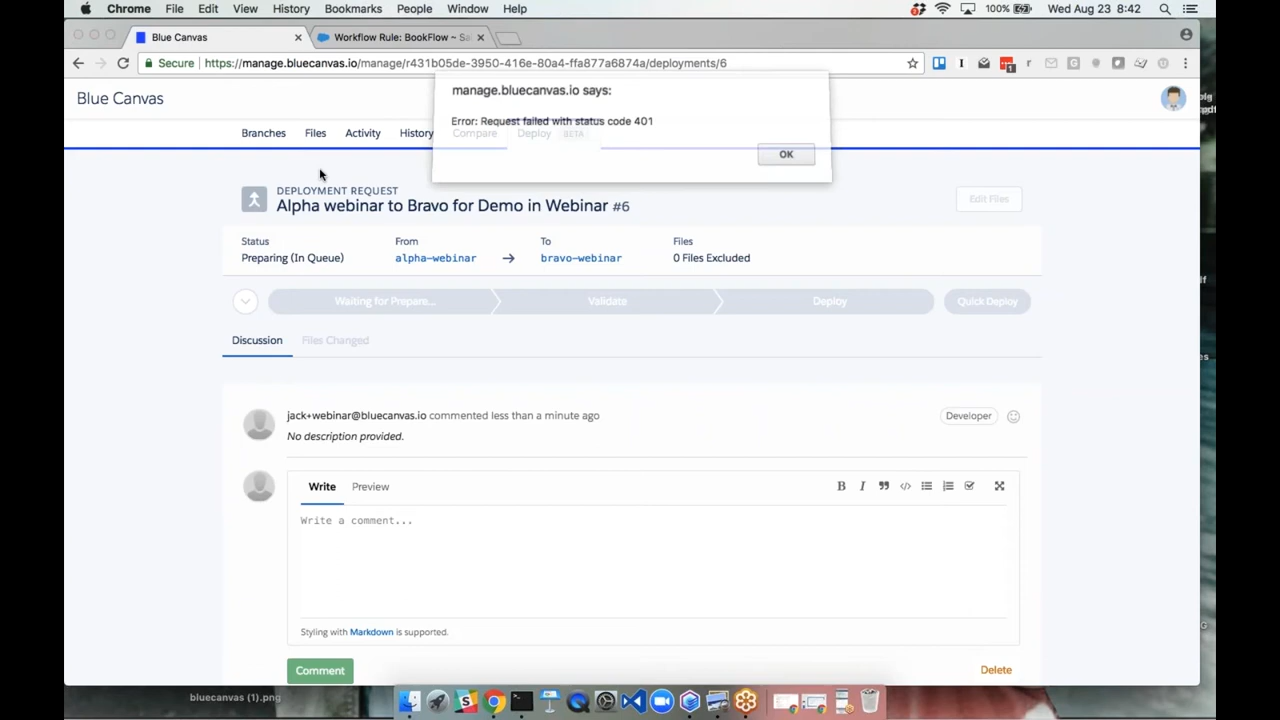 Chrome File Edit View History Bookmarks People Window Help 100% Wed Aug 23 8:42
Blue Canvas Workflow Rule: BookFlow ~ Sal
Secure https://manage.bluecanvas.io/manage/r431b05de-3950-416e-80a4-ffa877a6874a/deployments/6
manage.bluecanvas.io says:
Error: Request failed with status code 401
OK
Blue Canvas
Branches Files Activity History Compare Deploy BETA
DEPLOYMENT REQUEST
Alpha webinar to Bravo for Demo in Webinar #6
Edit Files
Status From To Files
Preparing (In Queue) alpha-webinar → bravo-webinar 0 Files Excluded
Waiting for Prepare... Validate Deploy Quick Deploy
Discussion Files Changed
jack+webinar@bluecanvas.io commented less than a minute ago Developer
No description provided.
Write Preview
Write a comment...
Styling with Markdown is supported.
Comment Delete
bluecanvas (1).png